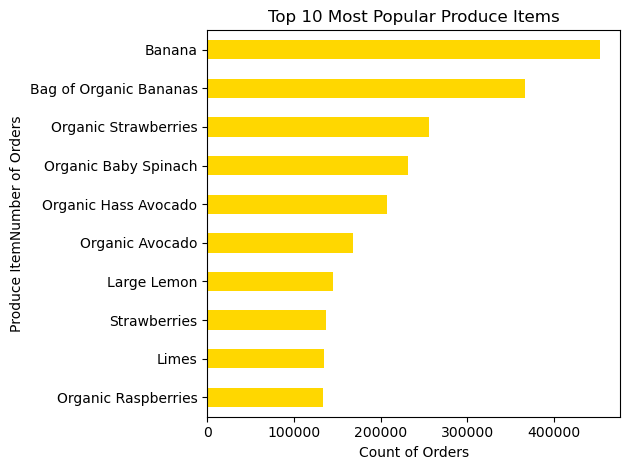 Top 10 Most Popular Produce Items
Produce ItemNumber of Orders
Banana
Bag of Organic Bananas
Organic Strawberries
Organic Baby Spinach
Organic Hass Avocado
Organic Avocado
Large Lemon
Strawberries
Limes
Organic Raspberries
0 100000 200000 300000 400000
Count of Orders